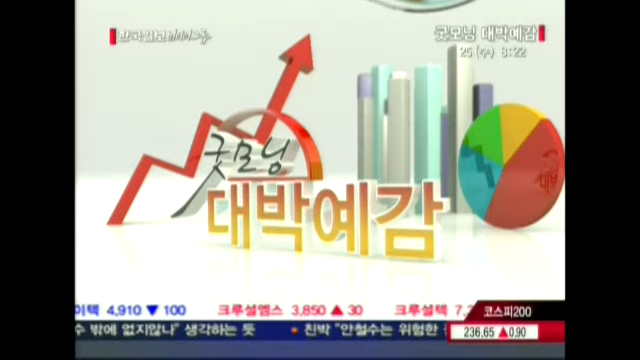 굿모닝 대박예감
25 (수) 8:22
굿모닝
대박예감
이텍 4,910 ▼ 100 크루셜엠스 3,850 ▲ 30 크루셜텍 7,
코스피200
수 밖에 없지않나" 생각하는 듯 친박 "안철수는 위험한
236.65 ▲0.90